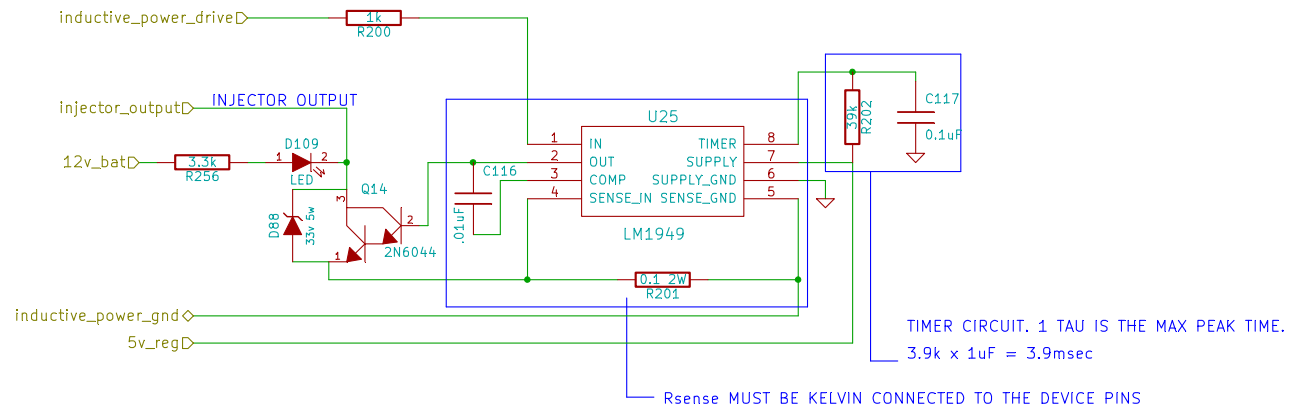 inductive_power_drive
1k
R200
injector_output
INJECTOR OUTPUT
12v_bat
3.3k
R256
D109
1
2
LED
Q14
3
2
1
2N6044
D88
33v 5w
C116
.01uF
U25
1
IN
TIMER
8
2
OUT
SUPPLY
7
3
COMP
SUPPLY_GND
6
4
SENSE_IN
SENSE_GND
5
LM1949
39k
R202
C117
0.1uF
0.1 2W
R201
inductive_power_gnd
5v_reg
TIMER CIRCUIT. 1 TAU IS THE MAX PEAK TIME.
3.9k x 1uF = 3.9msec
Rsense MUST BE KELVIN CONNECTED TO THE DEVICE PINS